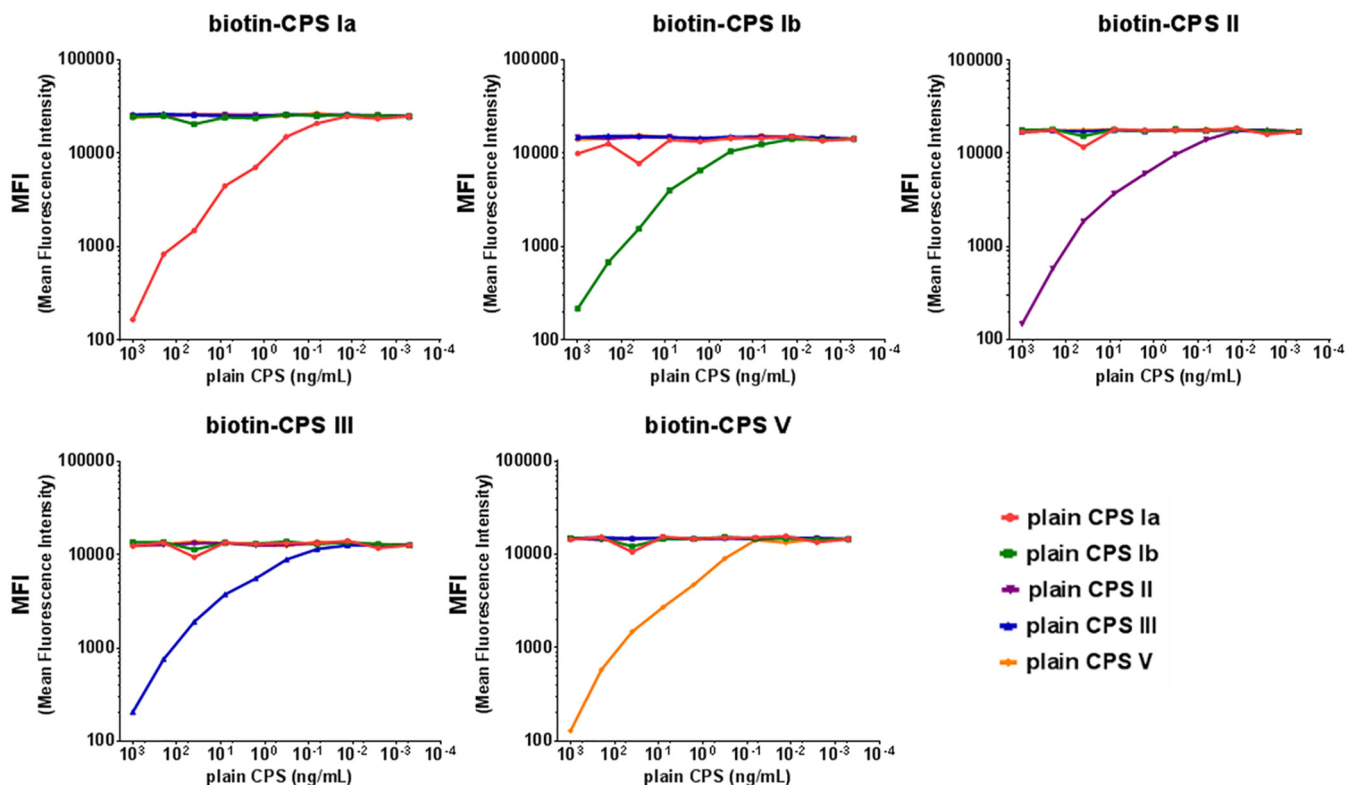 biotin-CPS Ia
100000
10000
1000
100
MFI
(Mean Fluorescence Intensity)
10³ 10² 10¹ 10⁰ 10⁻¹ 10⁻² 10⁻³ 10⁻⁴
plain CPS (ng/mL)
biotin-CPS Ib
100000
10000
1000
100
MFI
(Mean Fluorescence Intensity)
10³ 10² 10¹ 10⁰ 10⁻¹ 10⁻² 10⁻³ 10⁻⁴
plain CPS (ng/mL)
biotin-CPS II
100000
10000
1000
100
MFI
(Mean Fluorescence Intensity)
10³ 10² 10¹ 10⁰ 10⁻¹ 10⁻² 10⁻³ 10⁻⁴
plain CPS (ng/mL)
biotin-CPS III
100000
10000
1000
100
MFI
(Mean Fluorescence Intensity)
10³ 10² 10¹ 10⁰ 10⁻¹ 10⁻² 10⁻³ 10⁻⁴
plain CPS (ng/mL)
biotin-CPS V
100000
10000
1000
100
MFI
(Mean Fluorescence Intensity)
10³ 10² 10¹ 10⁰ 10⁻¹ 10⁻² 10⁻³ 10⁻⁴
plain CPS (ng/mL)
plain CPS Ia
plain CPS Ib
plain CPS II
plain CPS III
plain CPS V